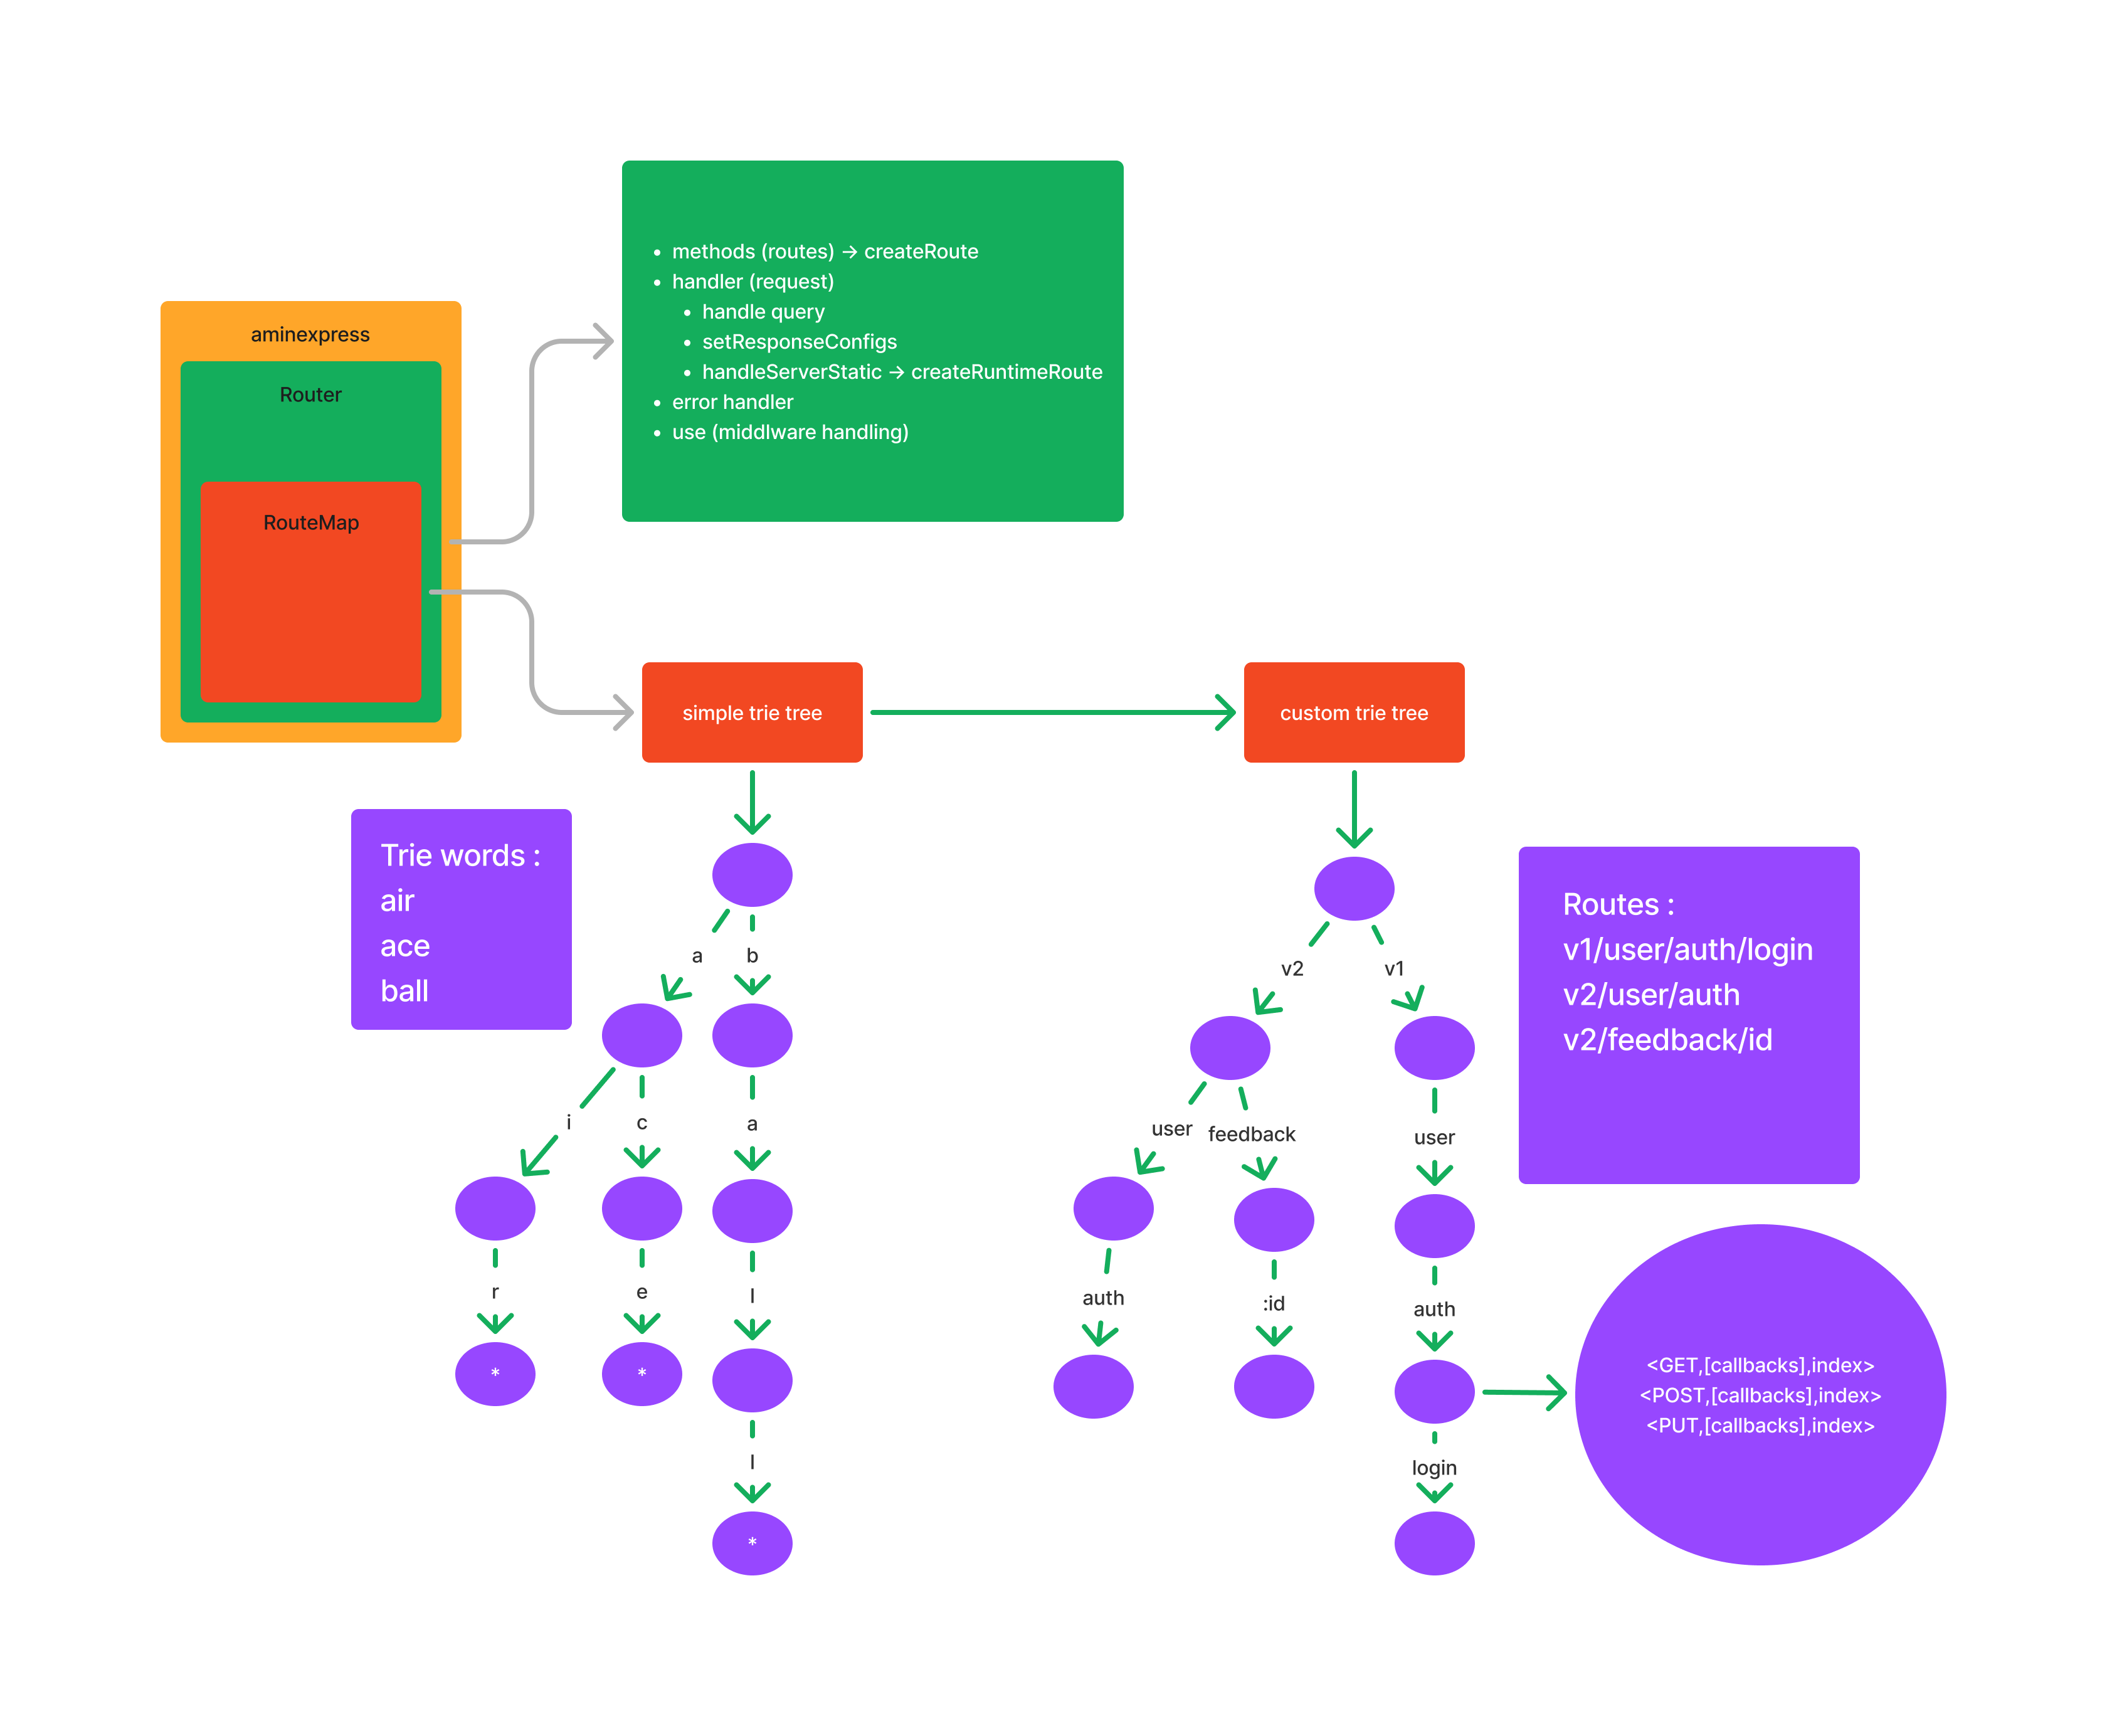 methods (routes) → createRoute
handler (request)
handle query
setResponseConfigs
handleServerStatic → createRuntimeRoute
error handler
use (middlware handling)
aminexpress
Router
RouteMap
simple trie tree
custom trie tree
Trie words :
air
ace
ball
a
b
i
c
a
r
e
l
l
*
*
*
v2
v1
user
feedback
user
auth
:id
auth
login
Routes :
v1/user/auth/login
v2/user/auth
v2/feedback/id
<GET,[callbacks],index>
<POST,[callbacks],index>
<PUT,[callbacks],index>